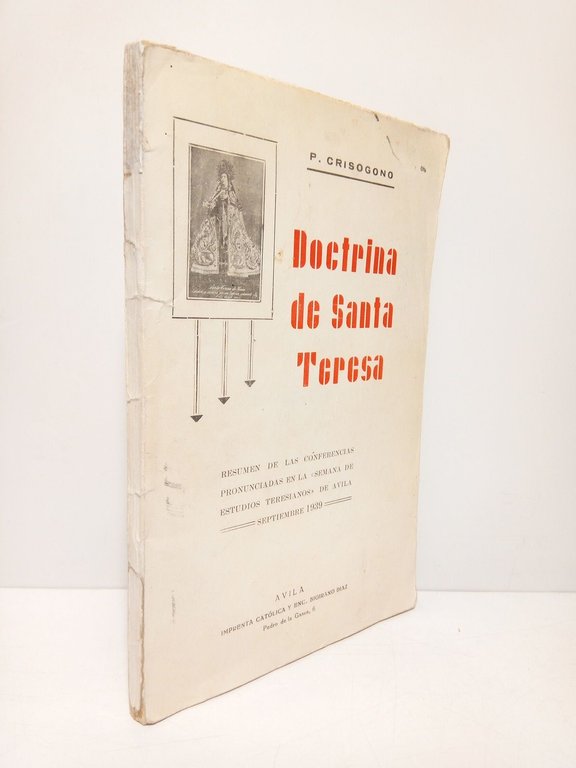 P. CRISOGONO
Doctrina
de Santa
Teresa
RESUMEN DE LAS CONFERENCIAS
PRONUNCIADAS EN LA «SEMANA DE
ESTUDIOS TERESIANOS» DE AVILA
SEPTIEMBRE 1939
AVILA
IMPRENTA CATÓLICA Y ENC. SIGIRANO DIAZ
Pedro de la Gasca, 6